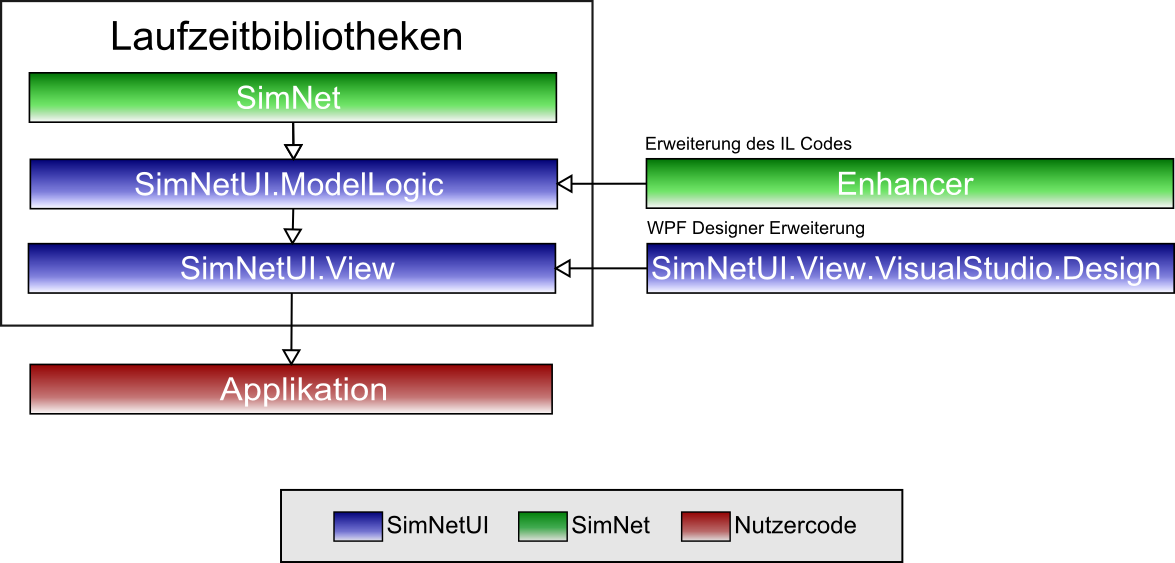 Laufzeitbibliotheken
SimNet
SimNetUI.ModelLogic
Erweiterung des IL Codes
Enhancer
SimNetUI.View
WPF Designer Erweiterung
SimNetUI.View.VisualStudio.Design
Applikation
SimNetUI
SimNet
Nutzercode